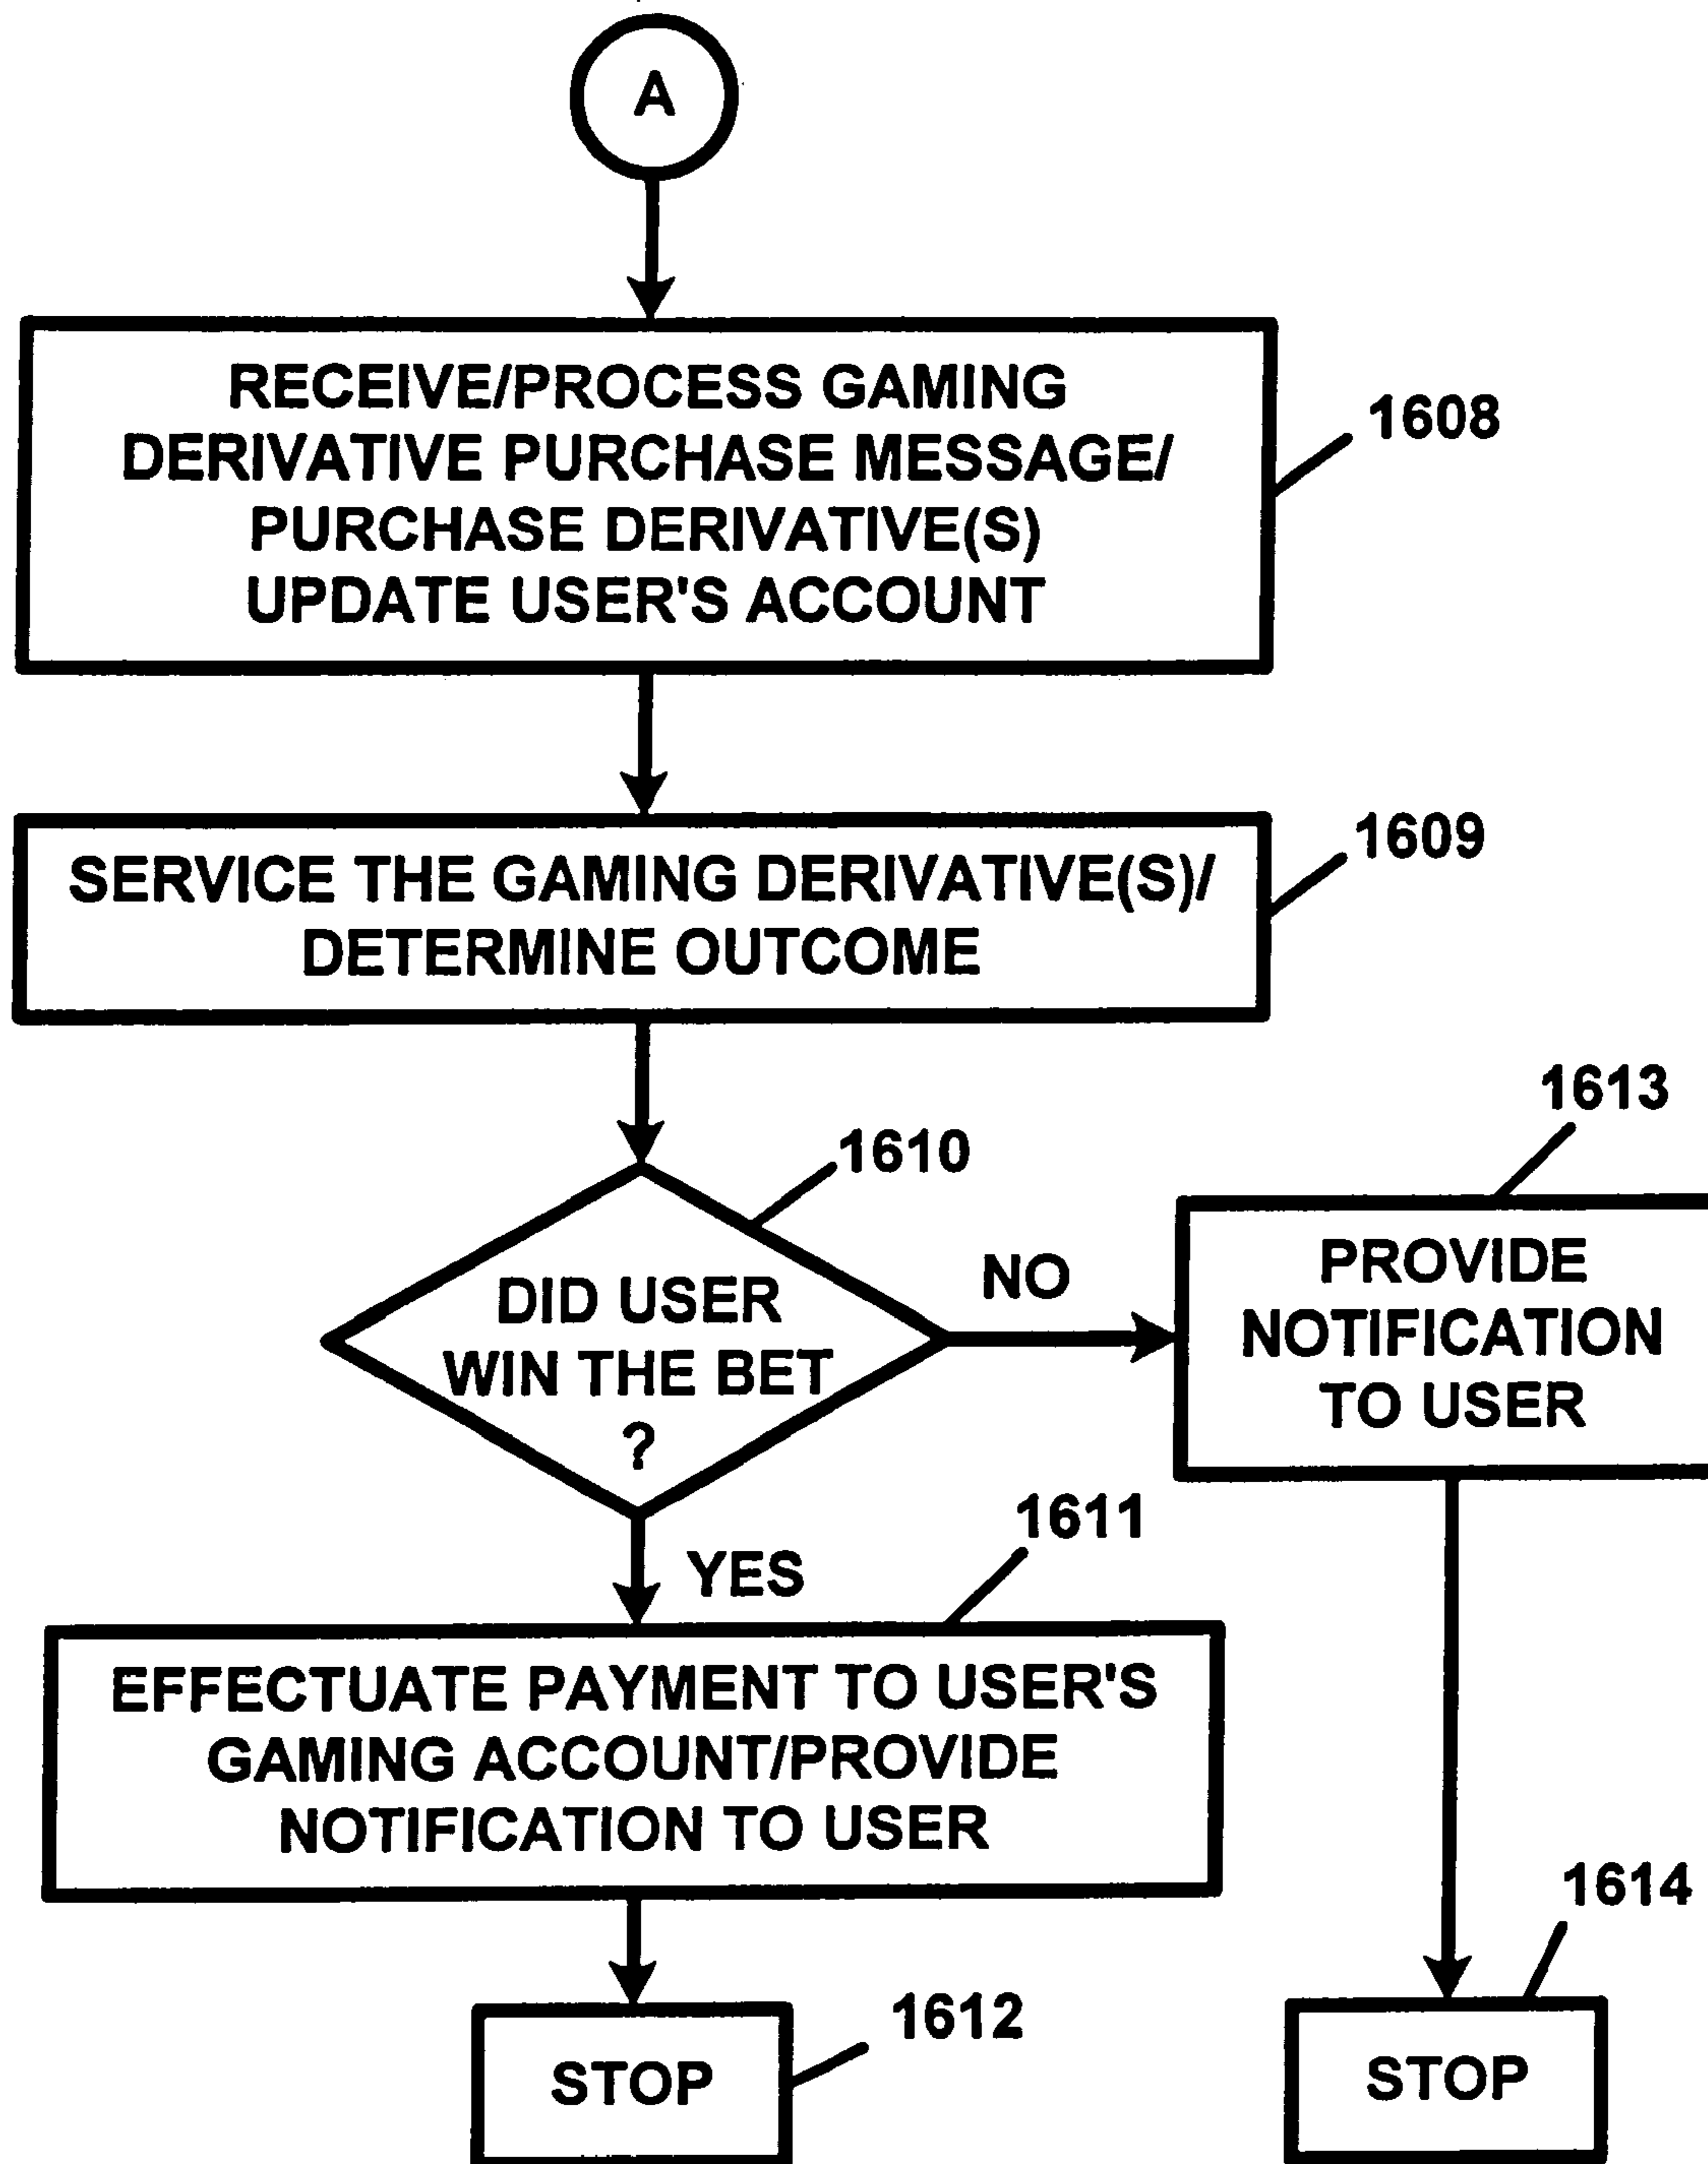 A
RECEIVE/PROCESS GAMING
DERIVATIVE PURCHASE MESSAGE/
PURCHASE DERIVATIVE(S)
UPDATE USER'S ACCOUNT
1608
SERVICE THE GAMING DERIVATIVE(S)/
DETERMINE OUTCOME
1609
1610
DID USER
WIN THE BET
?
NO
1613
PROVIDE
NOTIFICATION
TO USER
YES
1611
EFFECTUATE PAYMENT TO USER'S
GAMING ACCOUNT/PROVIDE
NOTIFICATION TO USER
1612
STOP
1614
STOP